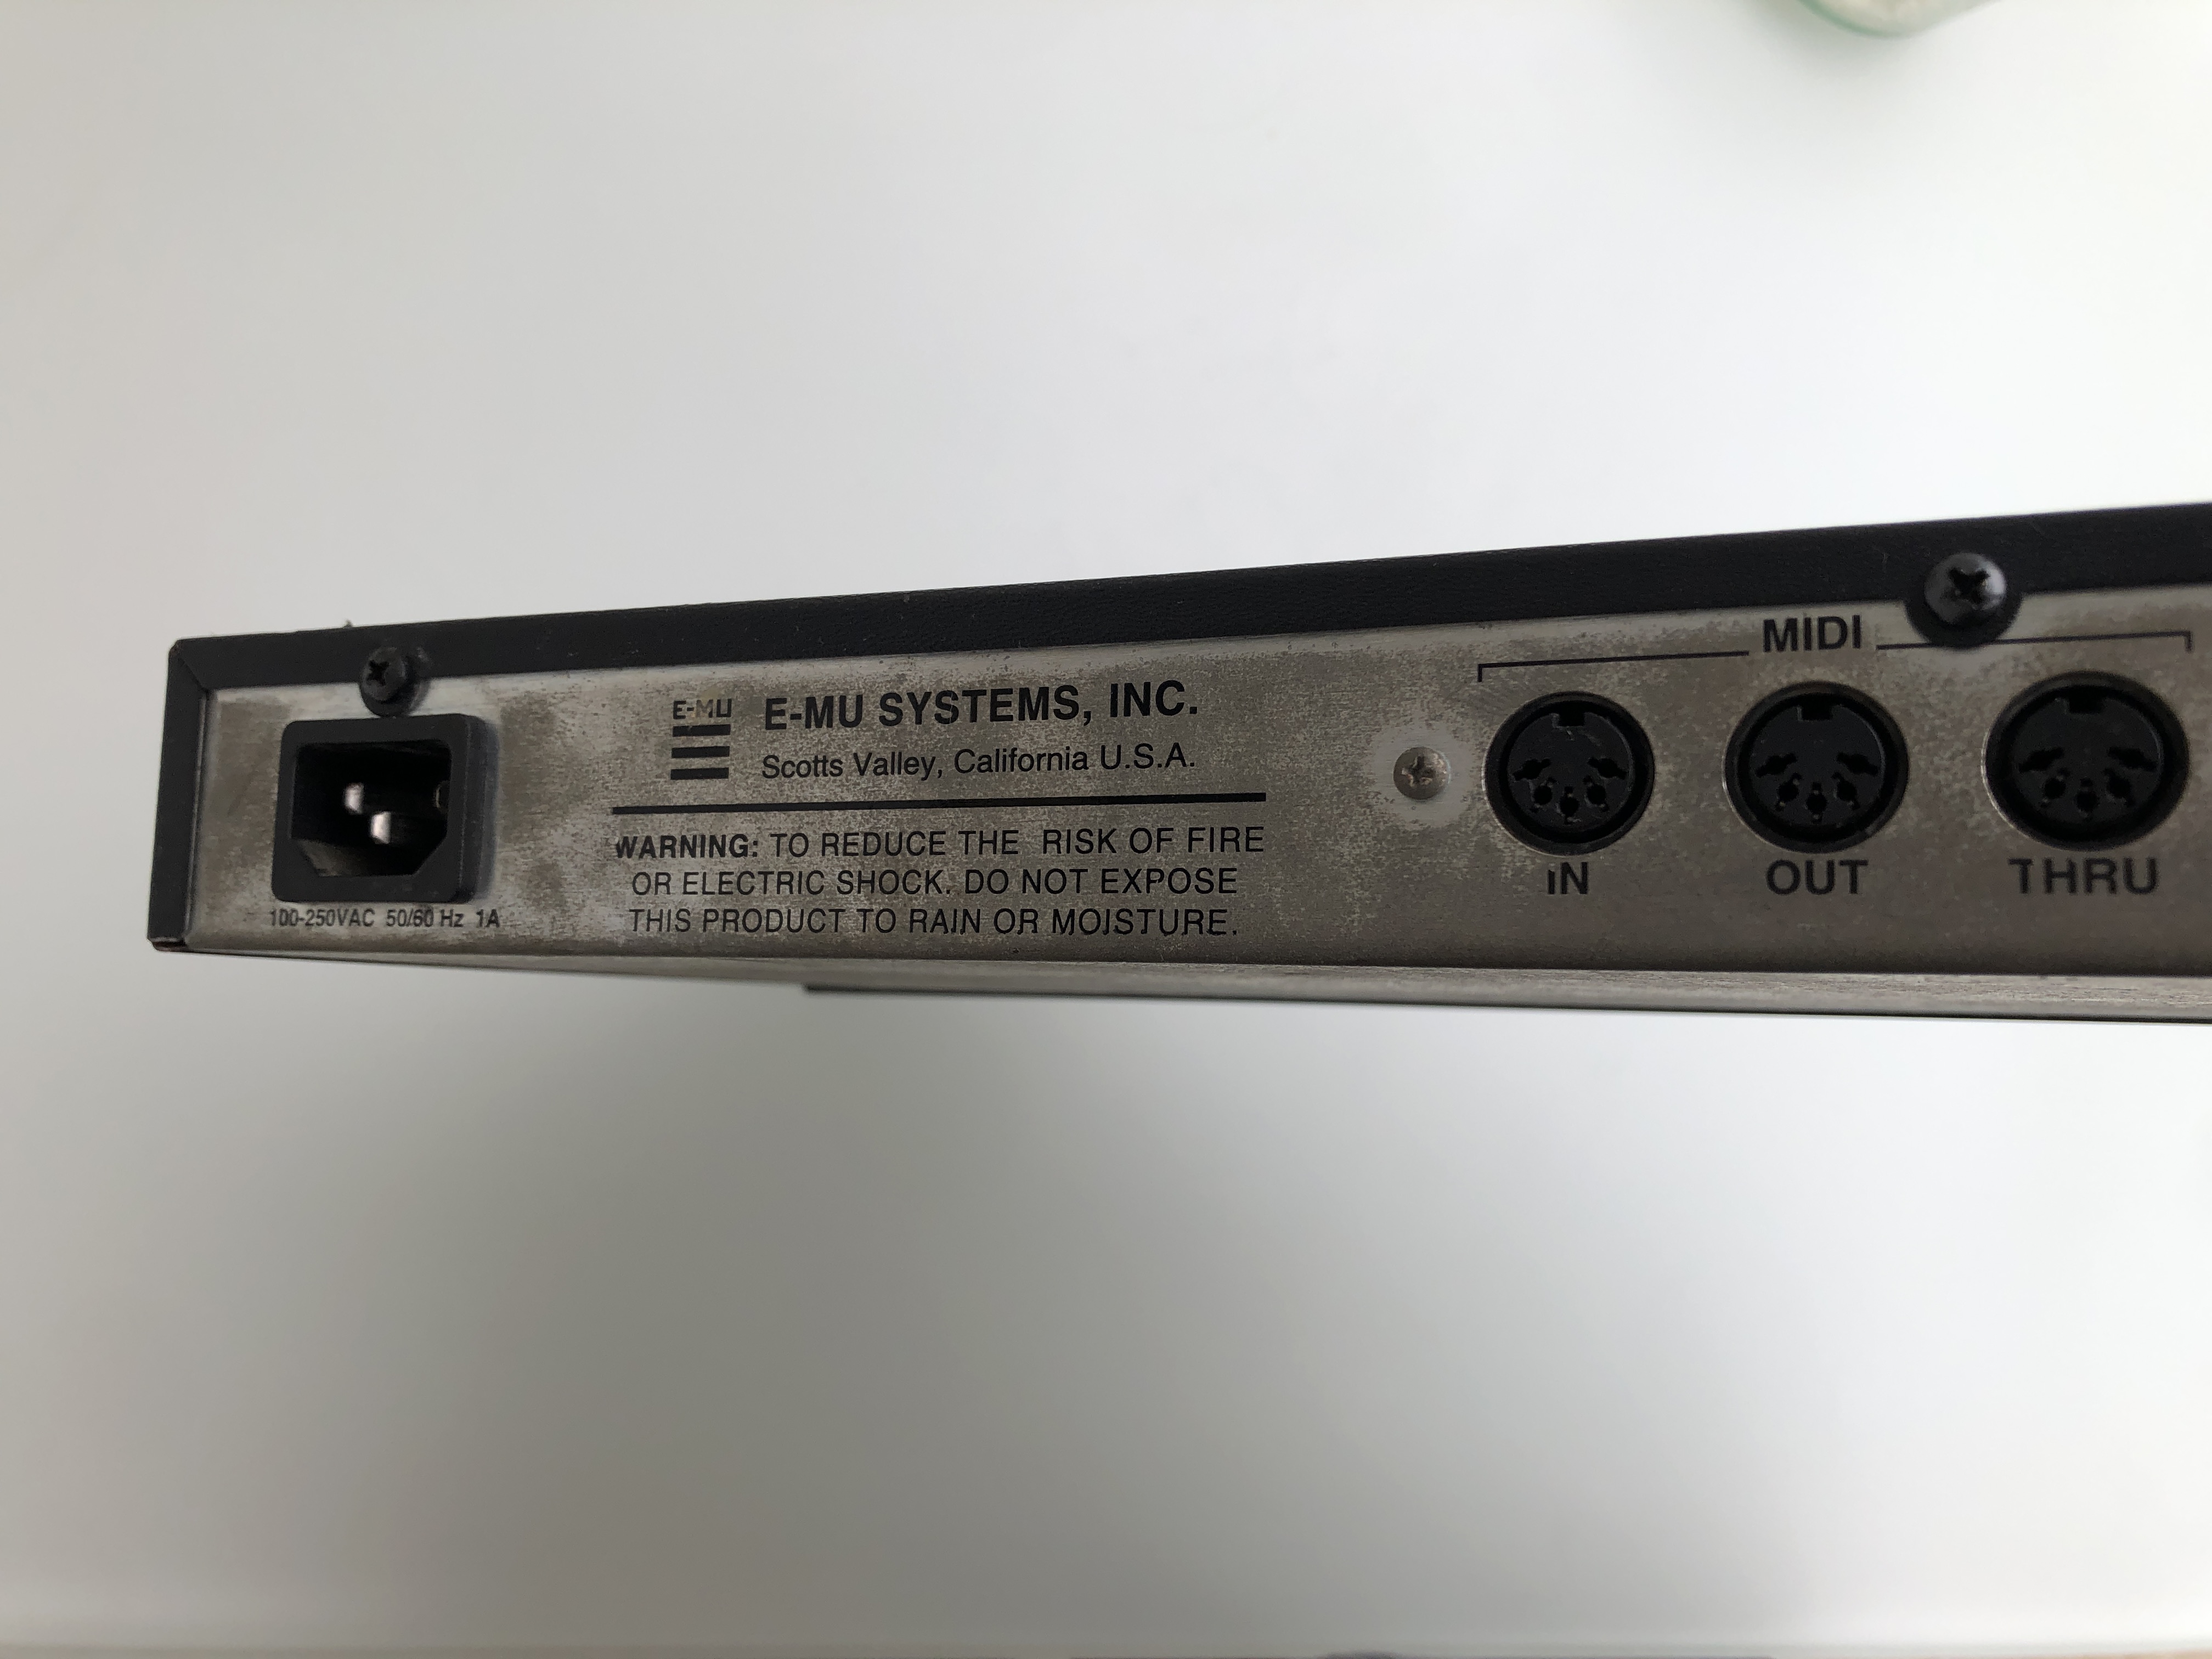 E-MU
E-MU SYSTEMS, INC.
Scotts Valley, California U.S.A.
WARNING: TO REDUCE THE RISK OF FIRE
OR ELECTRIC SHOCK. DO NOT EXPOSE
THIS PRODUCT TO RAIN OR MOISTURE.
100-250VAC 50/60 Hz 1A
MIDI
IN
OUT
THRU